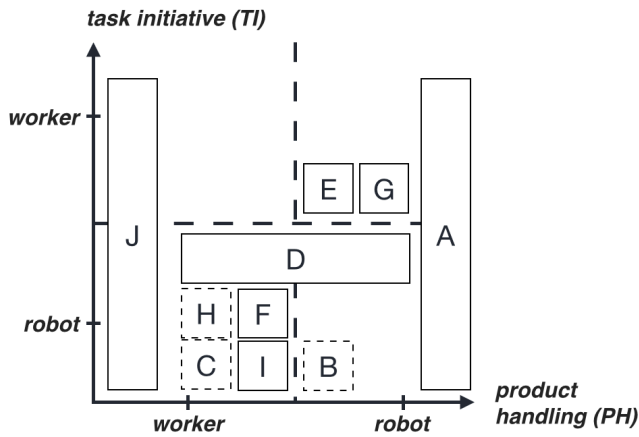 task initiative (TI)
worker
E G
J A
D
H F
robot
C I B
product
handling (PH)
worker robot